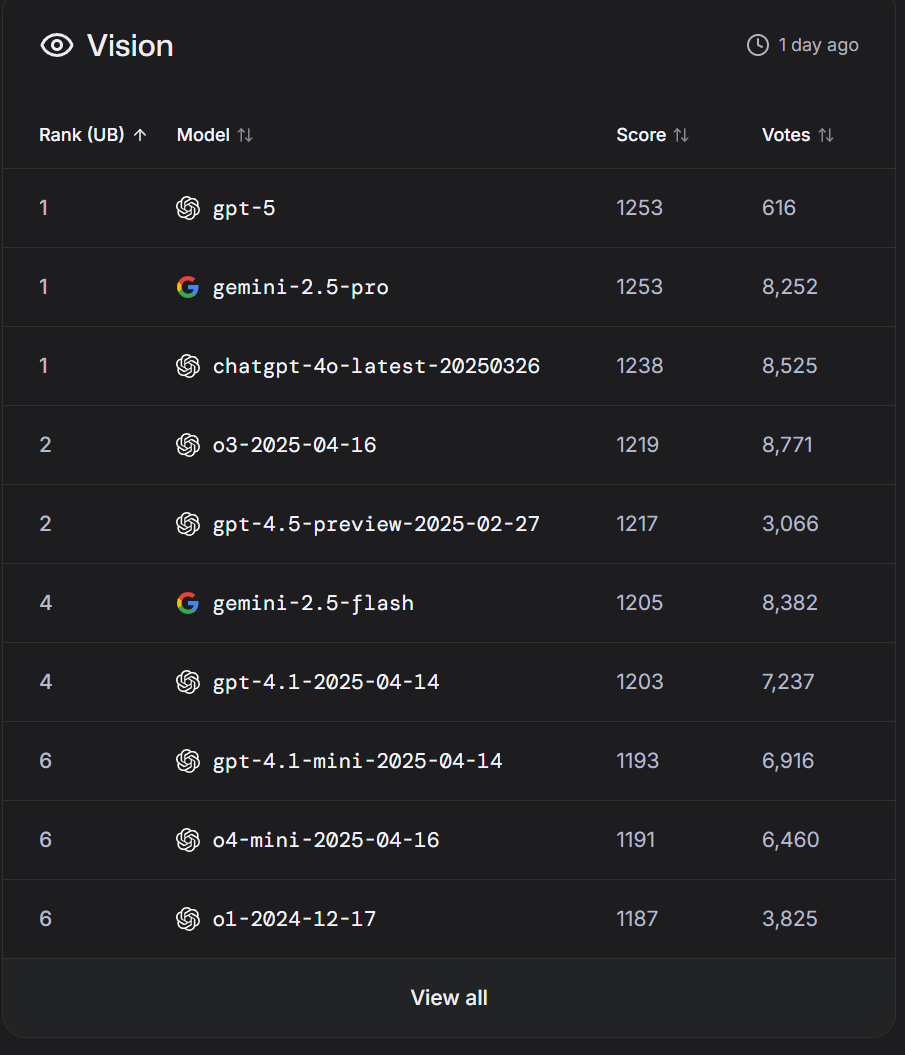 Vision 1 day ago
Rank (UB) Model Score Votes
1 gpt-5 1253 616
1 gemini-2.5-pro 1253 8,252
1 chatgpt-4o-latest-20250326 1238 8,525
2 o3-2025-04-16 1219 8,771
2 gpt-4.5-preview-2025-02-27 1217 3,066
4 gemini-2.5-flash 1205 8,382
4 gpt-4.1-2025-04-14 1203 7,237
6 gpt-4.1-mini-2025-04-14 1193 6,916
6 o4-mini-2025-04-16 1191 6,460
6 o1-2024-12-17 1187 3,825
View all